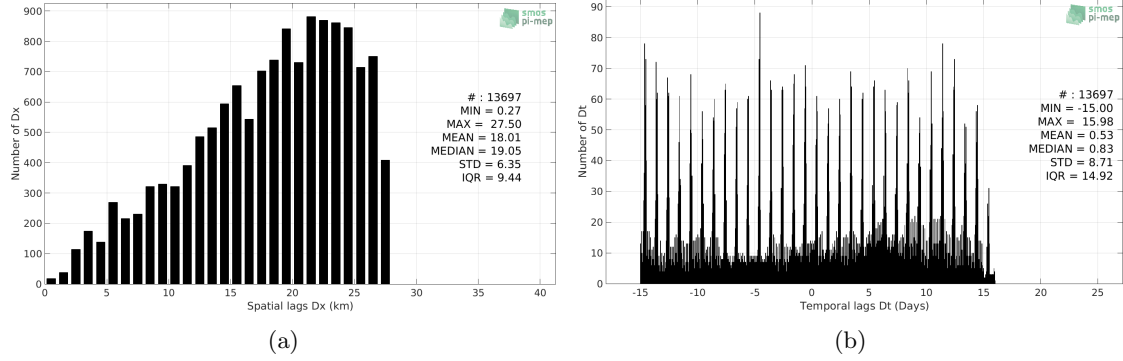 smos
pi-mep
900
800
700
600
500
400
300
200
100
0
Number of Dx
# : 13697
MIN = 0.27
MAX = 27.50
MEAN = 18.01
MEDIAN = 19.05
STD = 6.35
IQR = 9.44
0 5 10 15 20 25 30 35 40
Spatial lags Dx (km)
(a)
smos
pi-mep
90
80
70
60
50
40
30
20
10
0
Number of Dt
# : 13697
MIN = -15.00
MAX = 15.98
MEAN = 0.53
MEDIAN = 0.83
STD = 8.71
IQR = 14.92
-15 -10 -5 0 5 10 15 20 25
Temporal lags Dt (Days)
(b)